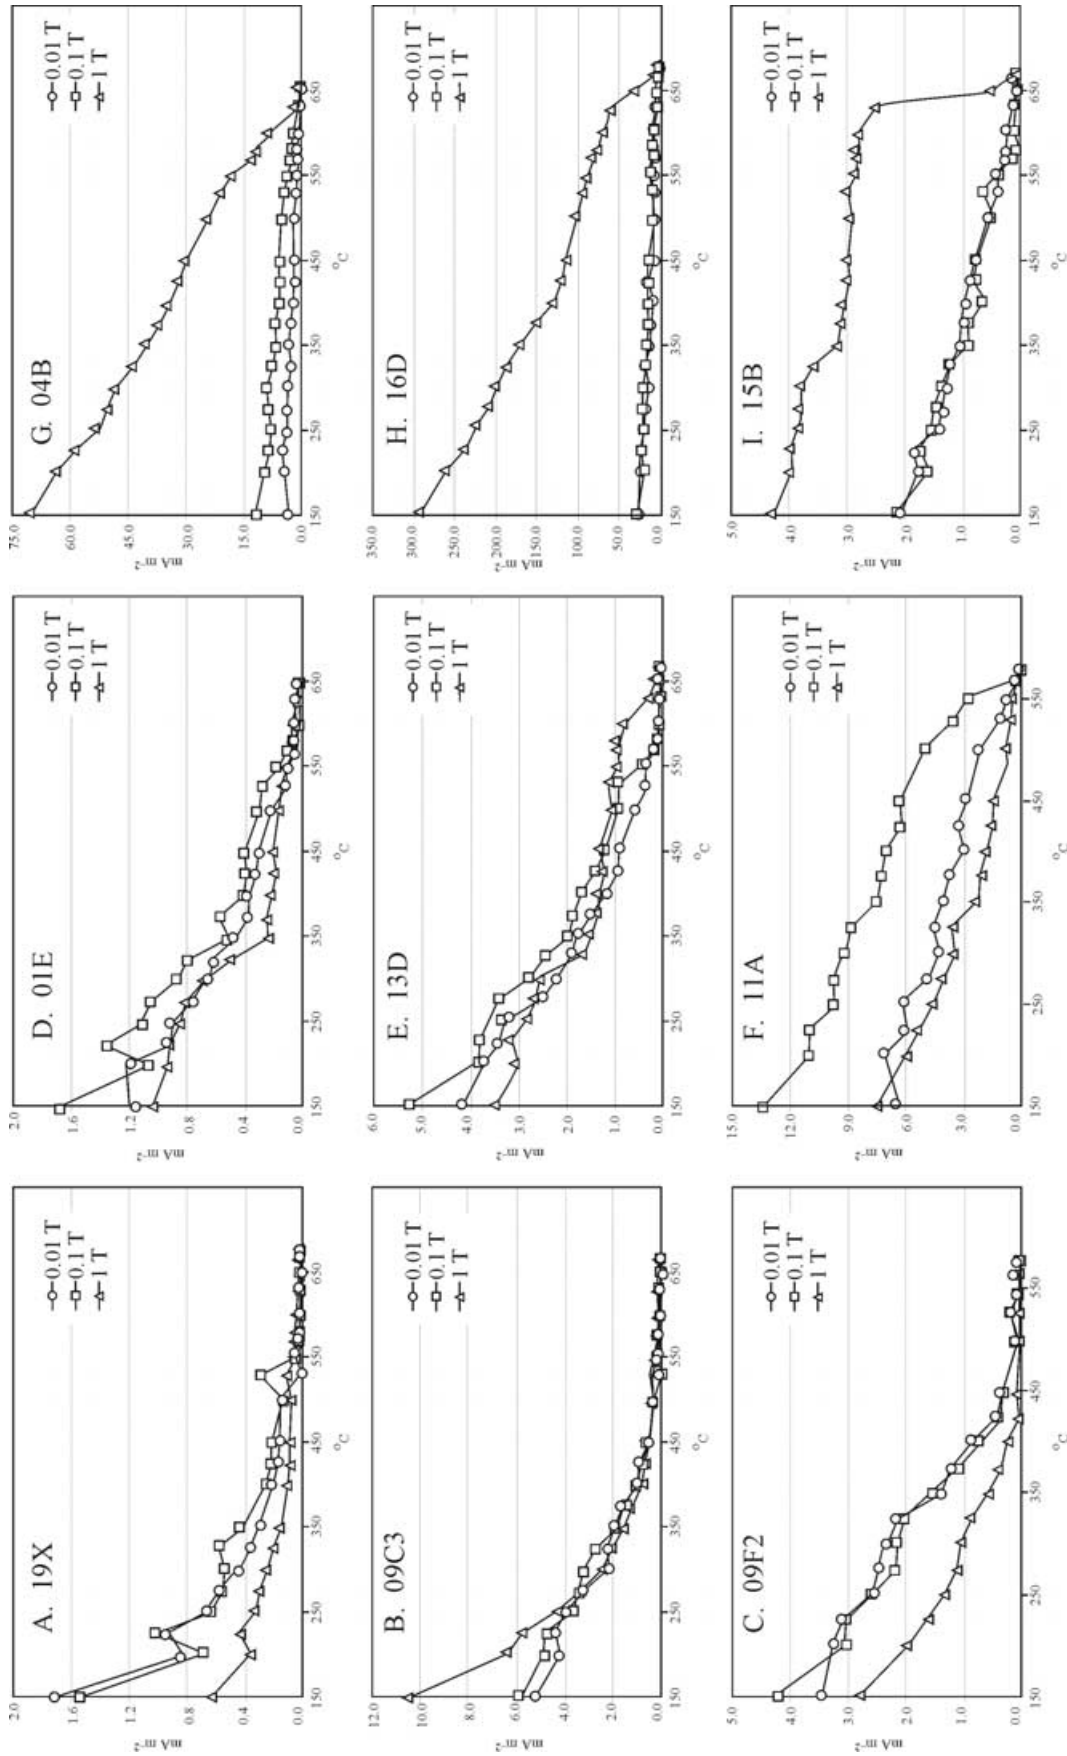 A. 19X
0.01 T
0.1 T
1 T
mA m⁻²
2.0
1.6
1.2
0.8
0.4
0.0
150 250 350 450 550 650
°C
D. 01E
0.01 T
0.1 T
1 T
mA m⁻²
2.0
1.6
1.2
0.8
0.4
0.0
150 250 350 450 550 650
°C
G. 04B
0.01 T
0.1 T
1 T
mA m⁻²
75.0
60.0
45.0
30.0
15.0
0.0
150 250 350 450 550 650
°C
B. 09C3
0.01 T
0.1 T
1 T
mA m⁻²
12.0
10.0
8.0
6.0
4.0
2.0
0.0
150 250 350 450 550 650
°C
E. 13D
0.01 T
0.1 T
1 T
mA m⁻²
6.0
5.0
4.0
3.0
2.0
1.0
0.0
150 250 350 450 550 650
°C
H. 16D
0.01 T
0.1 T
1 T
mA m⁻²
350.0
300.0
250.0
200.0
150.0
100.0
50.0
0.0
150 250 350 450 550 650
°C
C. 09F2
0.01 T
0.1 T
1 T
mA m⁻²
5.0
4.0
3.0
2.0
1.0
0.0
150 250 350 450 550
°C
F. 11A
0.01 T
0.1 T
1 T
mA m⁻²
15.0
12.0
9.0
6.0
3.0
0.0
150 250 350 450 550
°C
I. 15B
0.01 T
0.1 T
1 T
mA m⁻²
5.0
4.0
3.0
2.0
1.0
0.0
150 250 350 450 550 650
°C